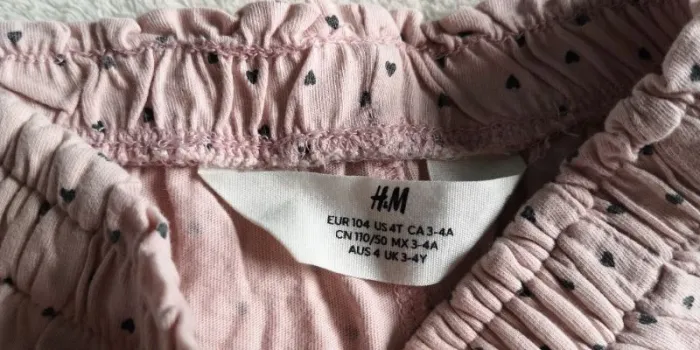 H&M
EUR 104 US 4T CA 3-4A
CN 110/50 MX 3-4A
AUS 4 UK 3-4Y